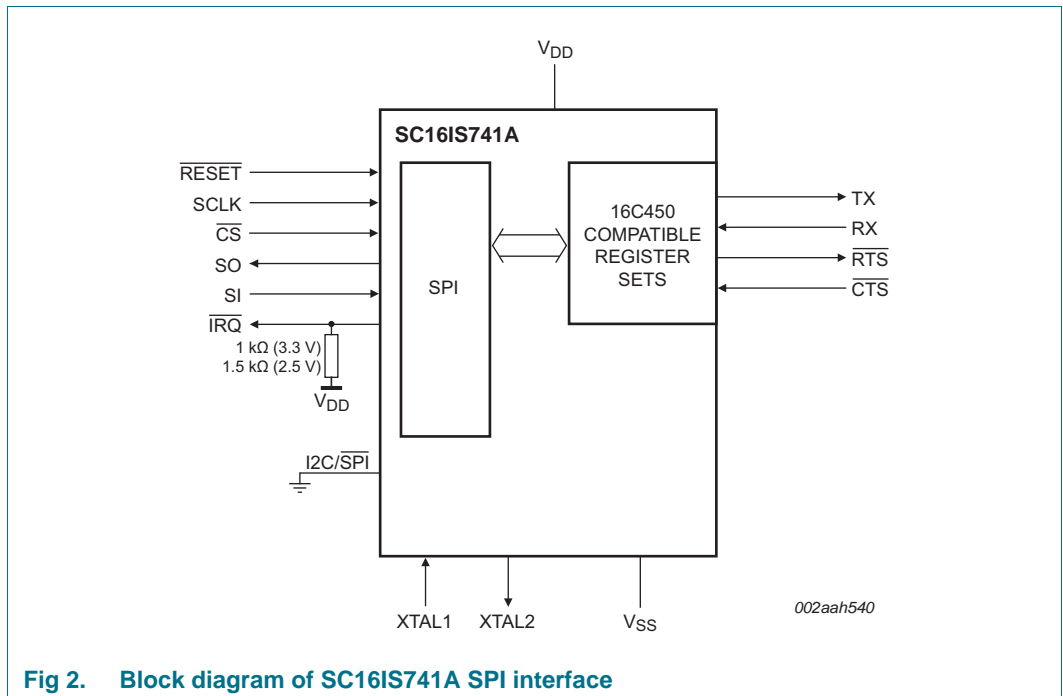 VDD
SC16IS741A
RESET
SCLK
CS
SO
SI
IRQ
1 kΩ (3.3 V)
1.5 kΩ (2.5 V)
VDD
I2C/SPI
SPI
16C450
COMPATIBLE
REGISTER
SETS
TX
RX
RTS
CTS
XTAL1
XTAL2
VSS
002aah540
Fig 2. Block diagram of SC16IS741A SPI interface